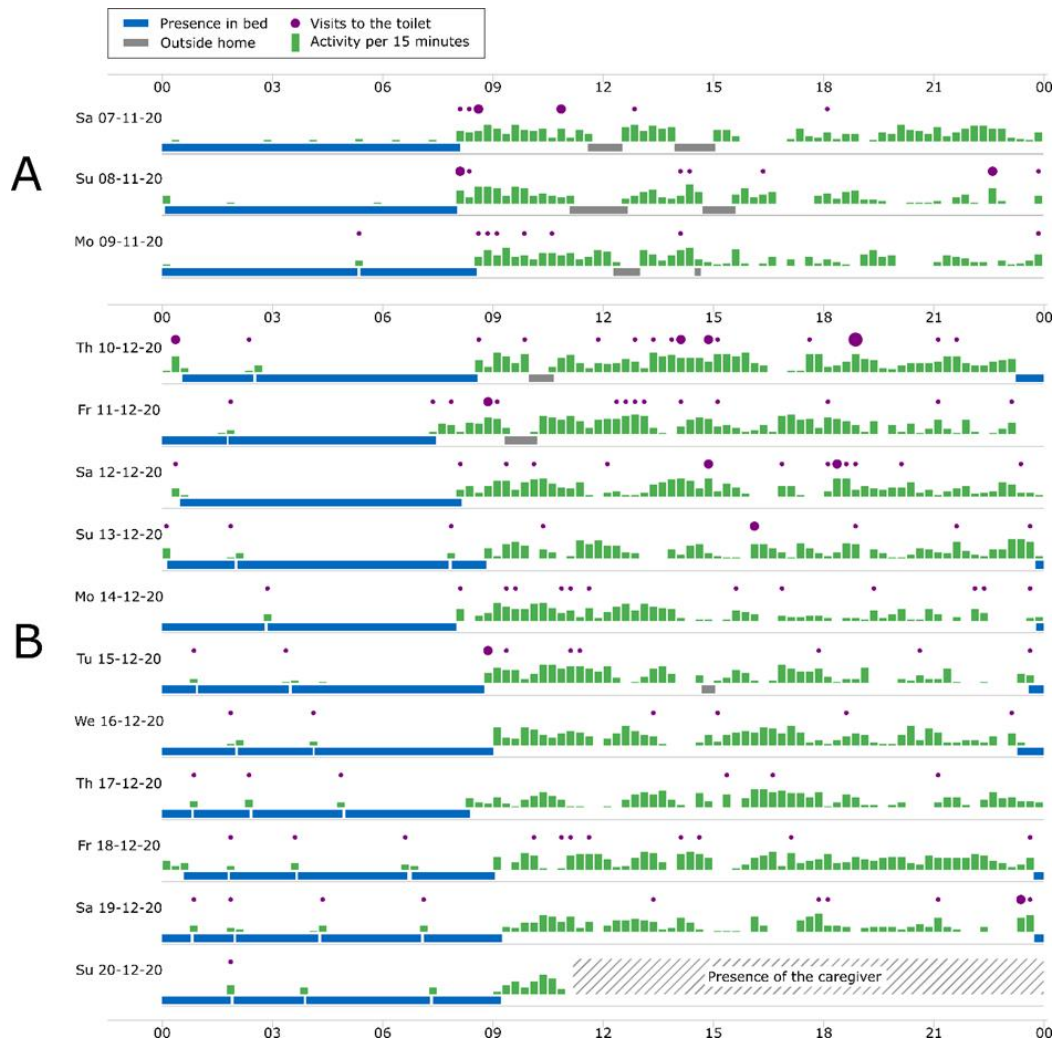 Presence in bed Visits to the toilet
Outside home Activity per 15 minutes
00 03 06 09 12 15 18 21 00
A
Sa 07-11-20
Su 08-11-20
Mo 09-11-20
00 03 06 09 12 15 18 21 00
B
Th 10-12-20
Fr 11-12-20
Sa 12-12-20
Su 13-12-20
Mo 14-12-20
Tu 15-12-20
We 16-12-20
Th 17-12-20
Fr 18-12-20
Sa 19-12-20
Su 20-12-20
Presence of the caregiver
00 03 06 09 12 15 18 21 00